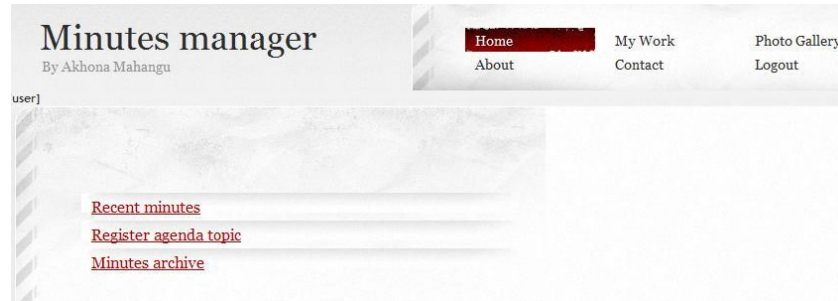 Minutes manager
By Akhona Mahangu
Home My Work Photo Gallery
About Contact Logout
user]
Recent minutes
Register agenda topic
Minutes archive